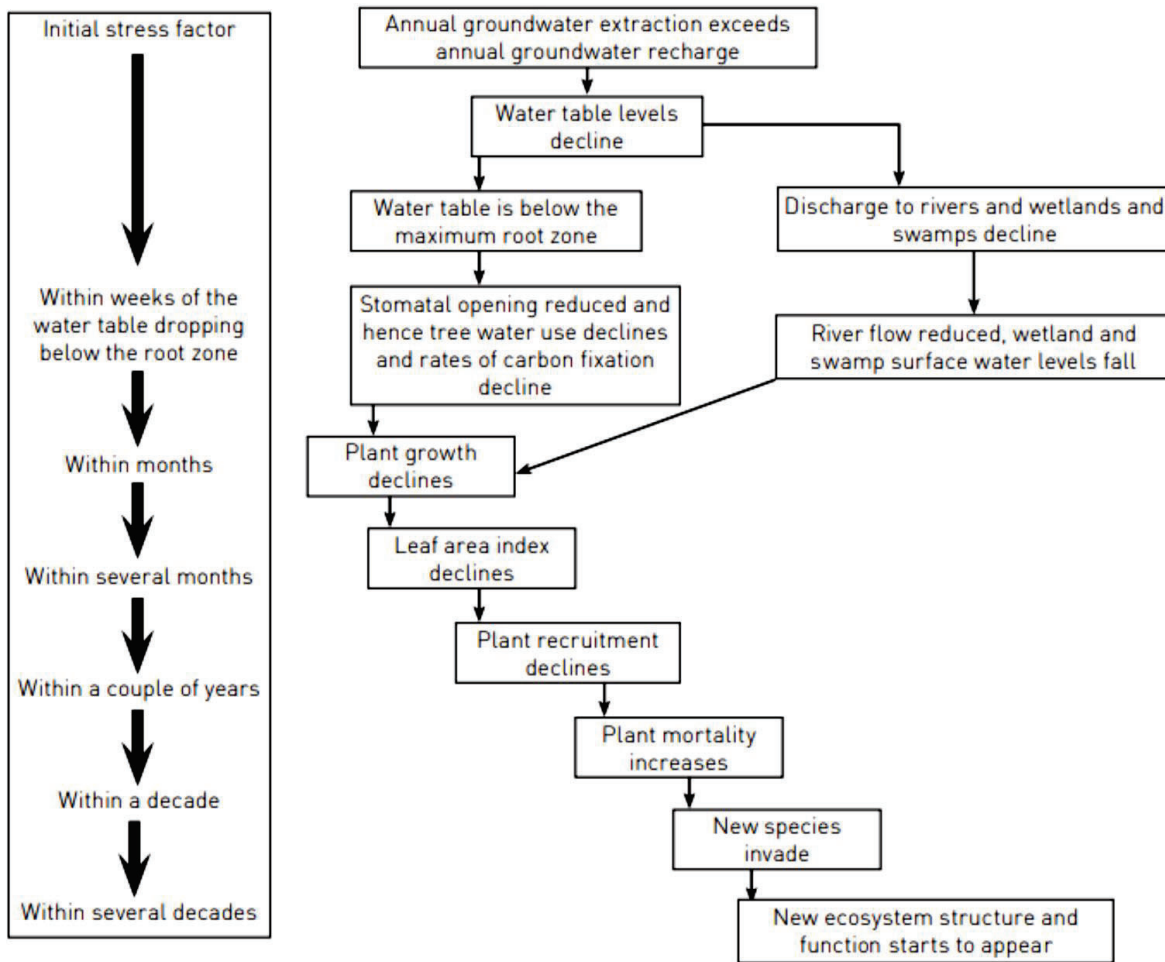 Initial stress factor
Within weeks of the
water table dropping
below the root zone
Within months
Within several months
Within a couple of years
Within a decade
Within several decades
Annual groundwater extraction exceeds
annual groundwater recharge
Water table levels
decline
Water table is below the
maximum root zone
Discharge to rivers and wetlands and
swamps decline
Stomatal opening reduced and
hence tree water use declines
and rates of carbon fixation
decline
River flow reduced, wetland and
swamp surface water levels fall
Plant growth
declines
Leaf area index
declines
Plant recruitment
declines
Plant mortality
increases
New species
invade
New ecosystem structure and
function starts to appear